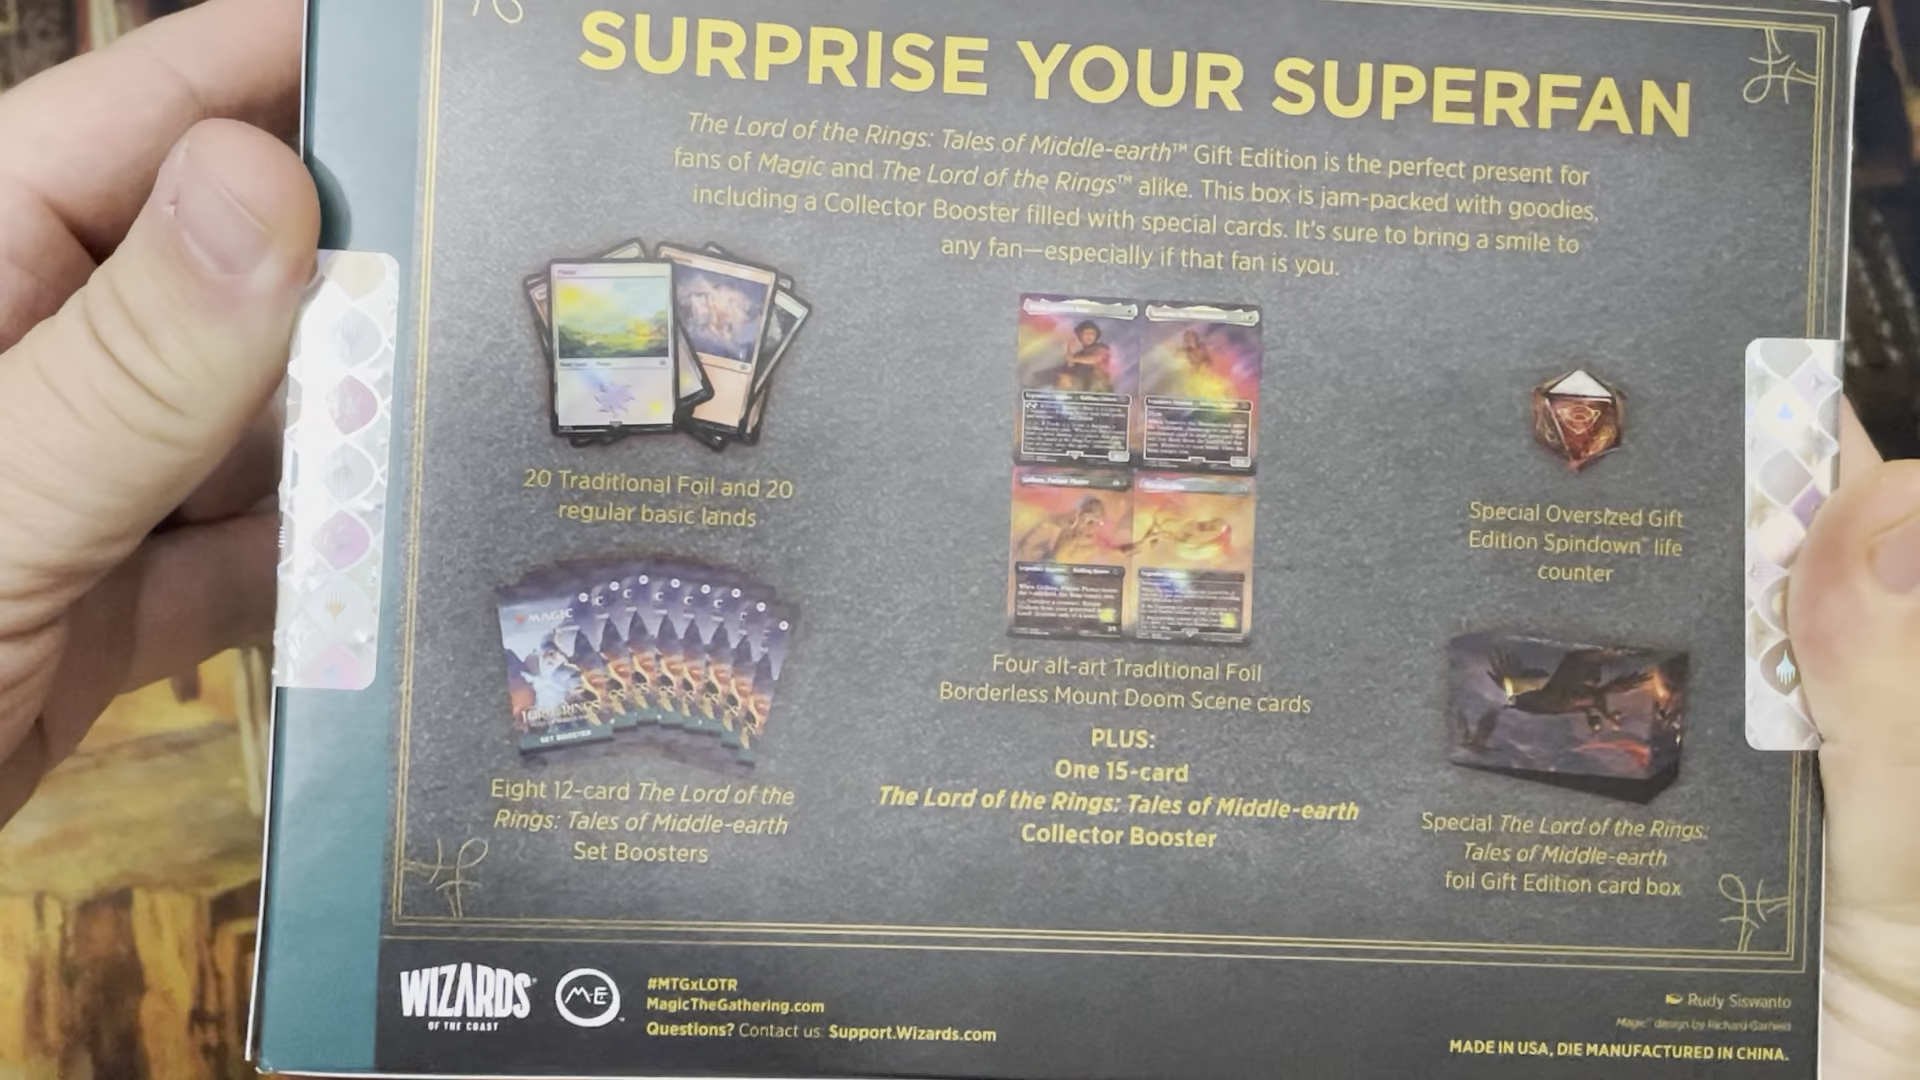 SURPRISE YOUR SUPERFAN
The Lord of the Rings: Tales of Middle-earth™ Gift Edition is the perfect present for
fans of Magic and The Lord of the Rings™ alike. This box is jam-packed with goodies,
including a Collector Booster filled with special cards. It's sure to bring a smile to
any fan—especially if that fan is you.
20 Traditional Foil and 20
regular basic lands
MAGIC
SET BOOSTER
Eight 12-card The Lord of the
Rings: Tales of Middle-earth
Set Boosters
Four alt-art Traditional Foil
Borderless Mount Doom Scene cards
PLUS:
One 15-card
The Lord of the Rings: Tales of Middle-earth
Collector Booster
Special Oversized Gift
Edition Spindown™ life
counter
Special The Lord of the Rings:
Tales of Middle-earth
foil Gift Edition card box
WIZARDS
OF THE COAST
M-E
#MTGxLOTR
MagicTheGathering.com
Questions? Contact us: Support.Wizards.com
Rudy Siswanto
Magic™ design by Richard Garfield
MADE IN USA, DIE MANUFACTURED IN CHINA.